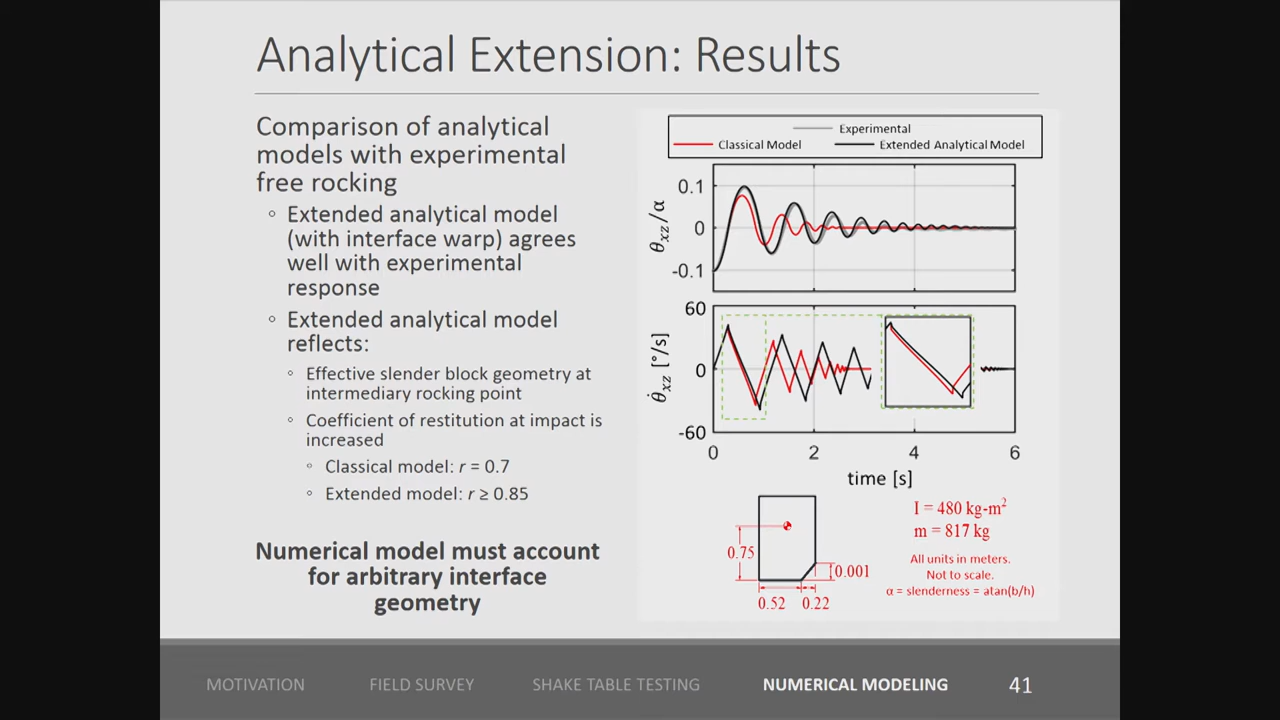 Analytical Extension: Results
Comparison of analytical
models with experimental
free rocking
◦ Extended analytical model
(with interface warp) agrees
well with experimental
response
◦ Extended analytical model
reflects:
◦ Effective slender block geometry at
intermediary rocking point
◦ Coefficient of restitution at impact is
increased
◦ Classical model: r = 0.7
◦ Extended model: r ≥ 0.85
Numerical model must account
for arbitrary interface
geometry
Experimental
Classical Model
Extended Analytical Model
θxz/α
0.1
0
-0.1
θ̇xz [°/s]
60
0
-60
0
2
4
6
time [s]
0.75
0.52
0.22
0.001
I = 480 kg-m²
m = 817 kg
All units in meters.
Not to scale.
α = slenderness = atan(b/h)
MOTIVATION
FIELD SURVEY
SHAKE TABLE TESTING
NUMERICAL MODELING
41